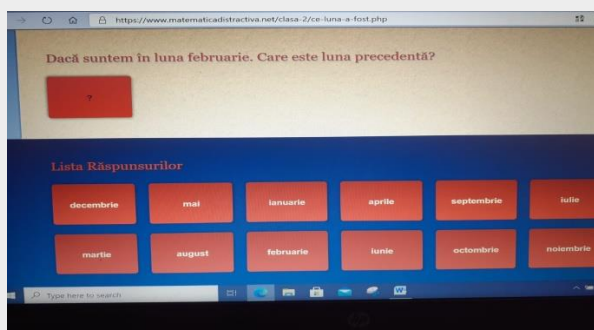 https://www.matematicadistractiva.net/clasa-2/ce-luna-a-fost.php
Dacă suntem în luna februarie. Care este luna precedentă?
?
Lista Răspunsurilor
decembrie mai ianuarie aprilie septembrie iulie
martie august februarie iunie octombrie noiembrie
Type here to search
W